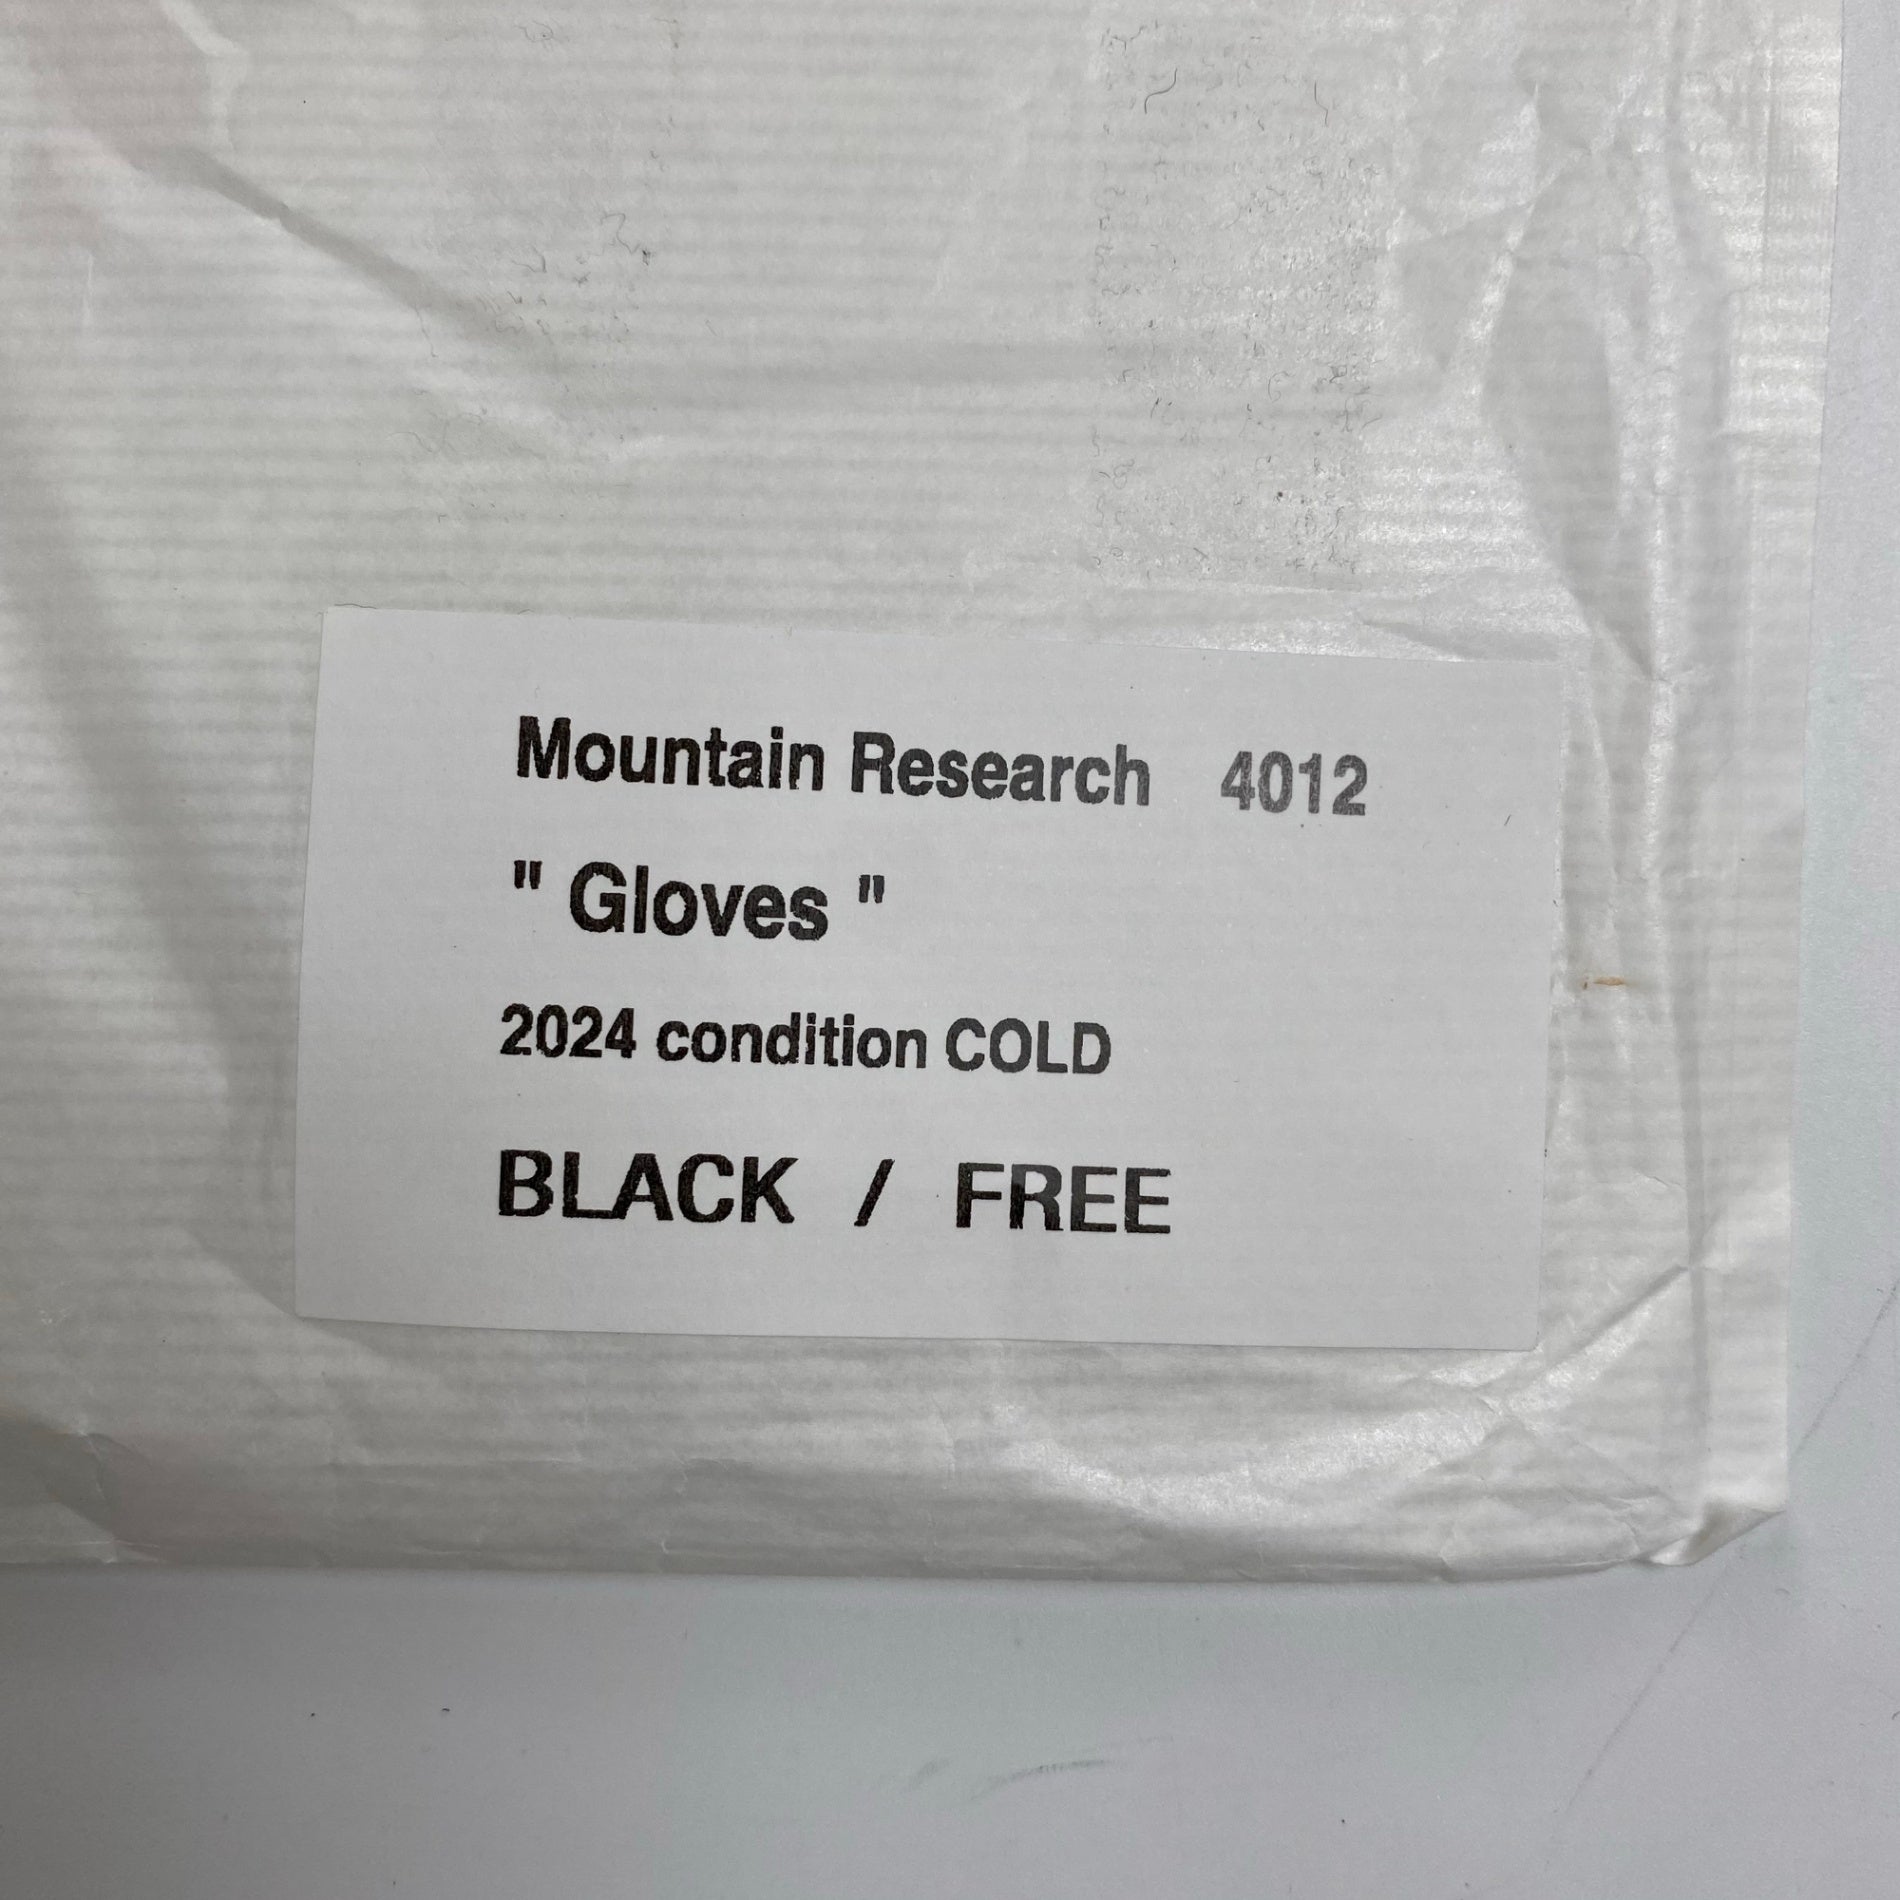 Mountain Research 4012
" Gloves "
2024 condition COLD
BLACK / FREE